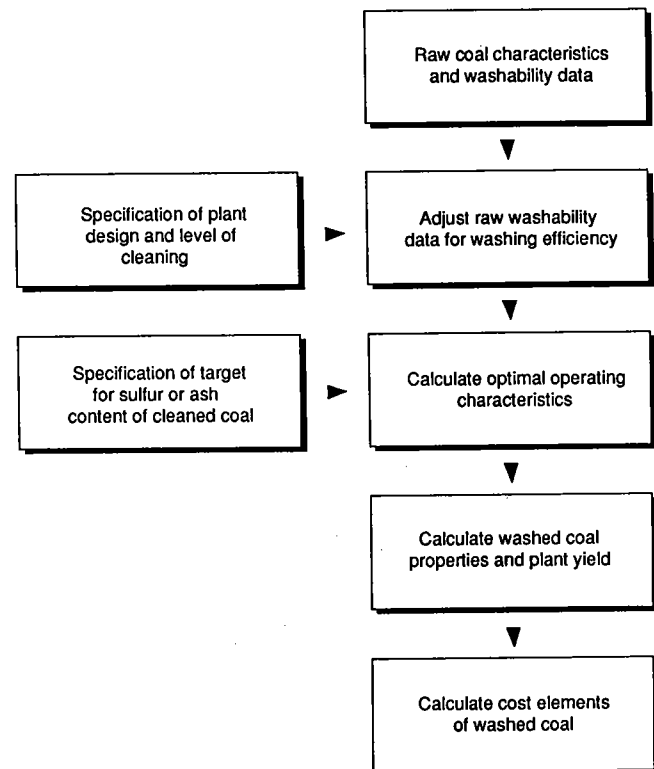 Raw coal characteristics
and washability data
Specification of plant
design and level of
cleaning
Adjust raw washability
data for washing efficiency
Specification of target
for sulfur or ash
content of cleaned coal
Calculate optimal operating
characteristics
Calculate washed coal
properties and plant yield
Calculate cost elements
of washed coal